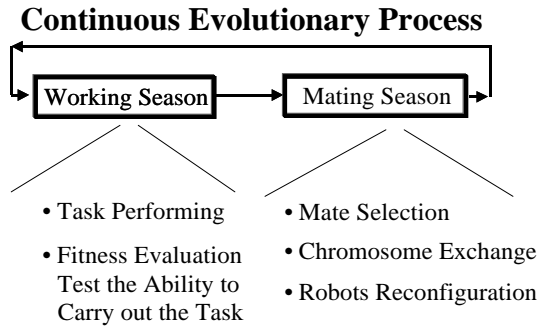 Continuous Evolutionary Process
Working Season
Mating Season
• Task Performing
• Fitness Evaluation
Test the Ability to
Carry out the Task
• Mate Selection
• Chromosome Exchange
• Robots Reconfiguration